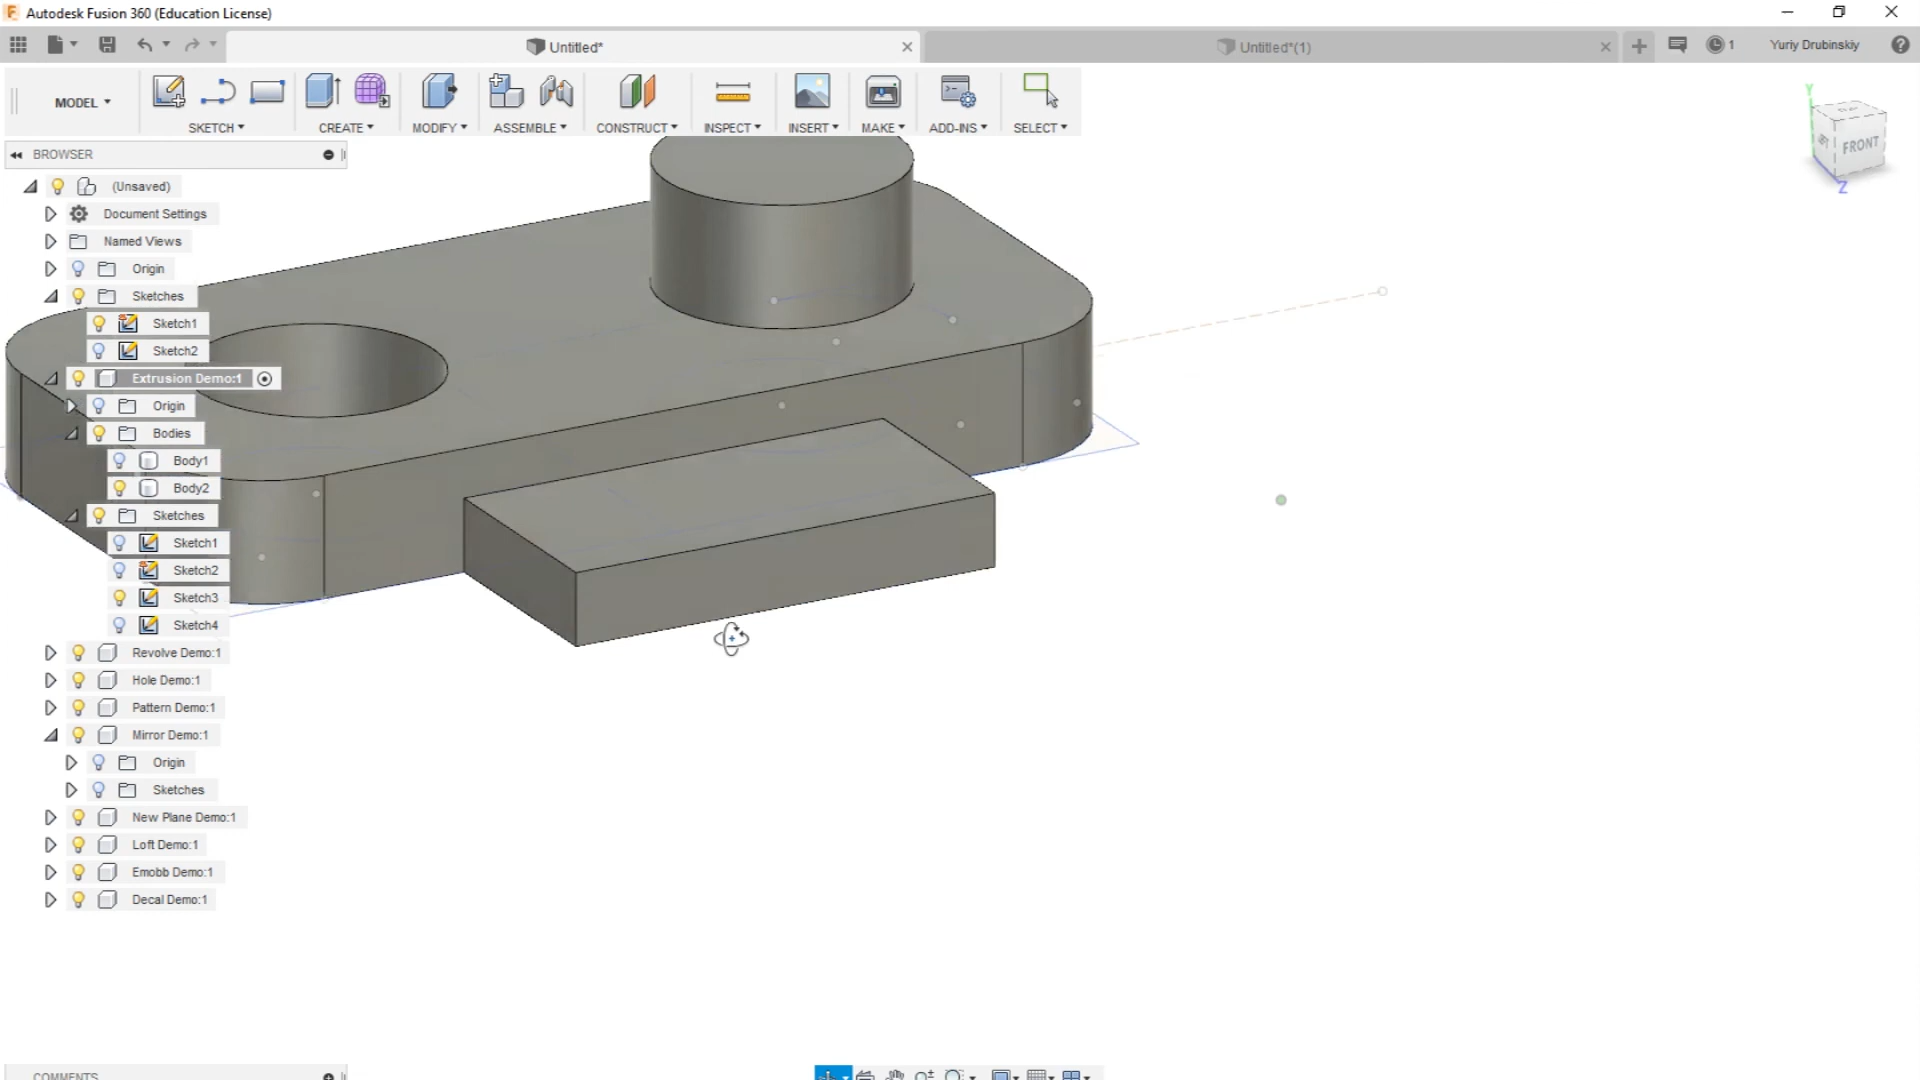 Autodesk Fusion 360 (Education License)
Untitled*
Untitled*(1)
1
Yuriy Drubinskiy
MODEL
SKETCH
CREATE
MODIFY
ASSEMBLE
CONSTRUCT
INSPECT
INSERT
MAKE
ADD-INS
SELECT
Y
FRONT
Z
BROWSER
(Unsaved)
Document Settings
Named Views
Origin
Sketches
Sketch1
Sketch2
Extrusion Demo:1
Origin
Bodies
Body1
Body2
Sketches
Sketch1
Sketch2
Sketch3
Sketch4
Revolve Demo:1
Hole Demo:1
Pattern Demo:1
Mirror Demo:1
Origin
Sketches
New Plane Demo:1
Loft Demo:1
Emobb Demo:1
Decal Demo:1
COMMENTS